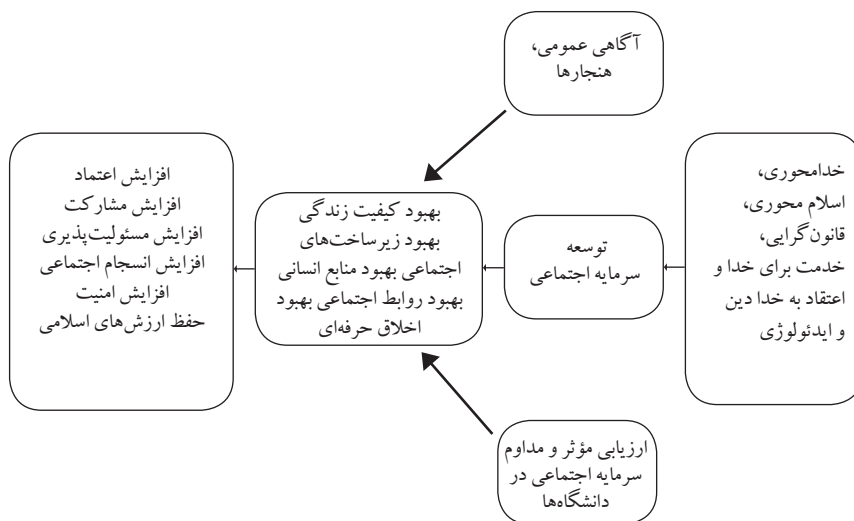 آگاهی عمومی،
هنجارها
خدامحوری،
اسلام محوری،
قانون‌گرایی،
خدمت برای خدا و
اعتقاد به خدا دین
و ایدئولوژی
توسعه
سرمایه اجتماعی
بهبود کیفیت زندگی
بهبود زیرساخت‌های
اجتماعی بهبود منابع انسانی
بهبود روابط اجتماعی بهبود
اخلاق حرفه‌ای
افزایش اعتماد
افزایش مشارکت
افزایش مسئولیت‌پذیری
افزایش انسجام اجتماعی
افزایش امنیت
حفظ ارزش‌های اسلامی
ارزیابی مؤثر و مداوم
سرمایه اجتماعی در
دانشگاه‌ها